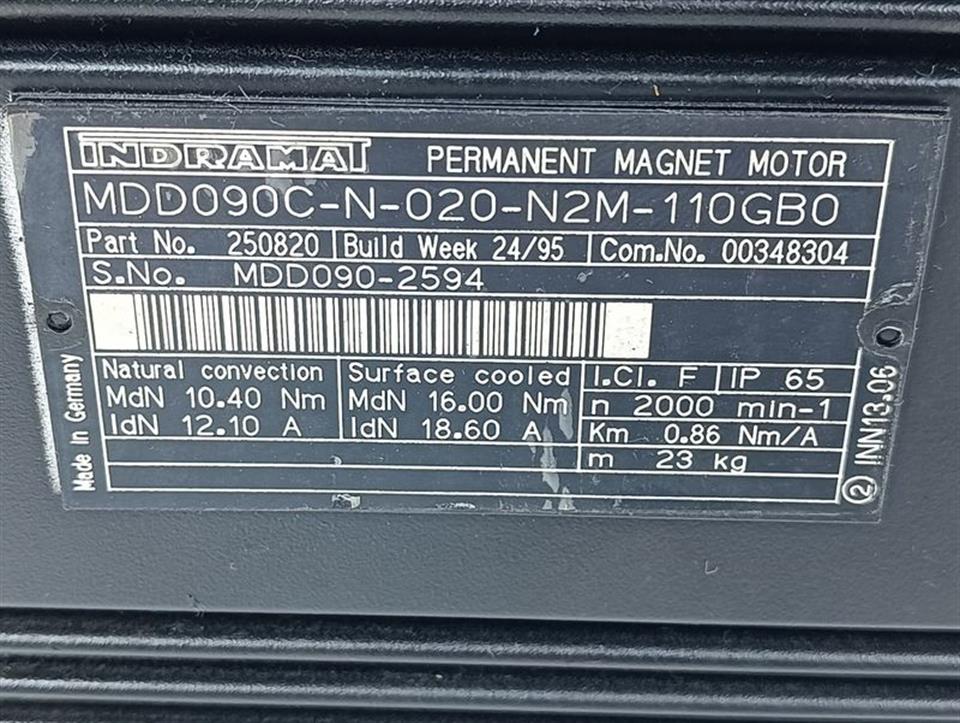 INDRAMAT PERMANENT MAGNET MOTOR
MDD090C-N-020-N2M-110GB0
Part No. 250820 Build Week 24/95 Com.No. 00348304
S.No. MDD090-2594
Natural convection Surface cooled I.Cl. F IP 65
MdN 10.40 Nm MdN 16.00 Nm n 2000 min-1
IdN 12.10 A IdN 18.60 A Km 0.86 Nm/A
m 23 kg
Made in Germany
② INN13.06